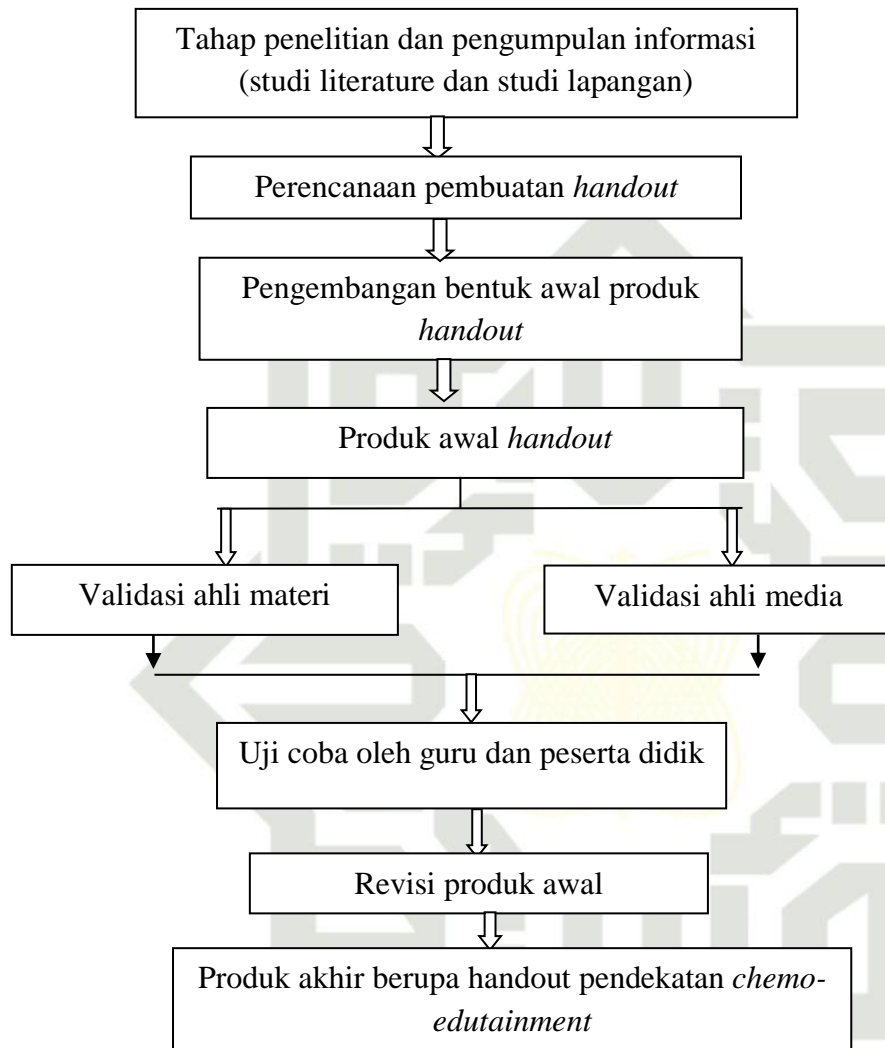 Tahap penelitian dan pengumpulan informasi
(studi literature dan studi lapangan)
Perencanaan pembuatan handout
Pengembangan bentuk awal produk
handout
Produk awal handout
Validasi ahli materi
Validasi ahli media
Uji coba oleh guru dan peserta didik
Revisi produk awal
Produk akhir berupa handout pendekatan chemo-
edutainment